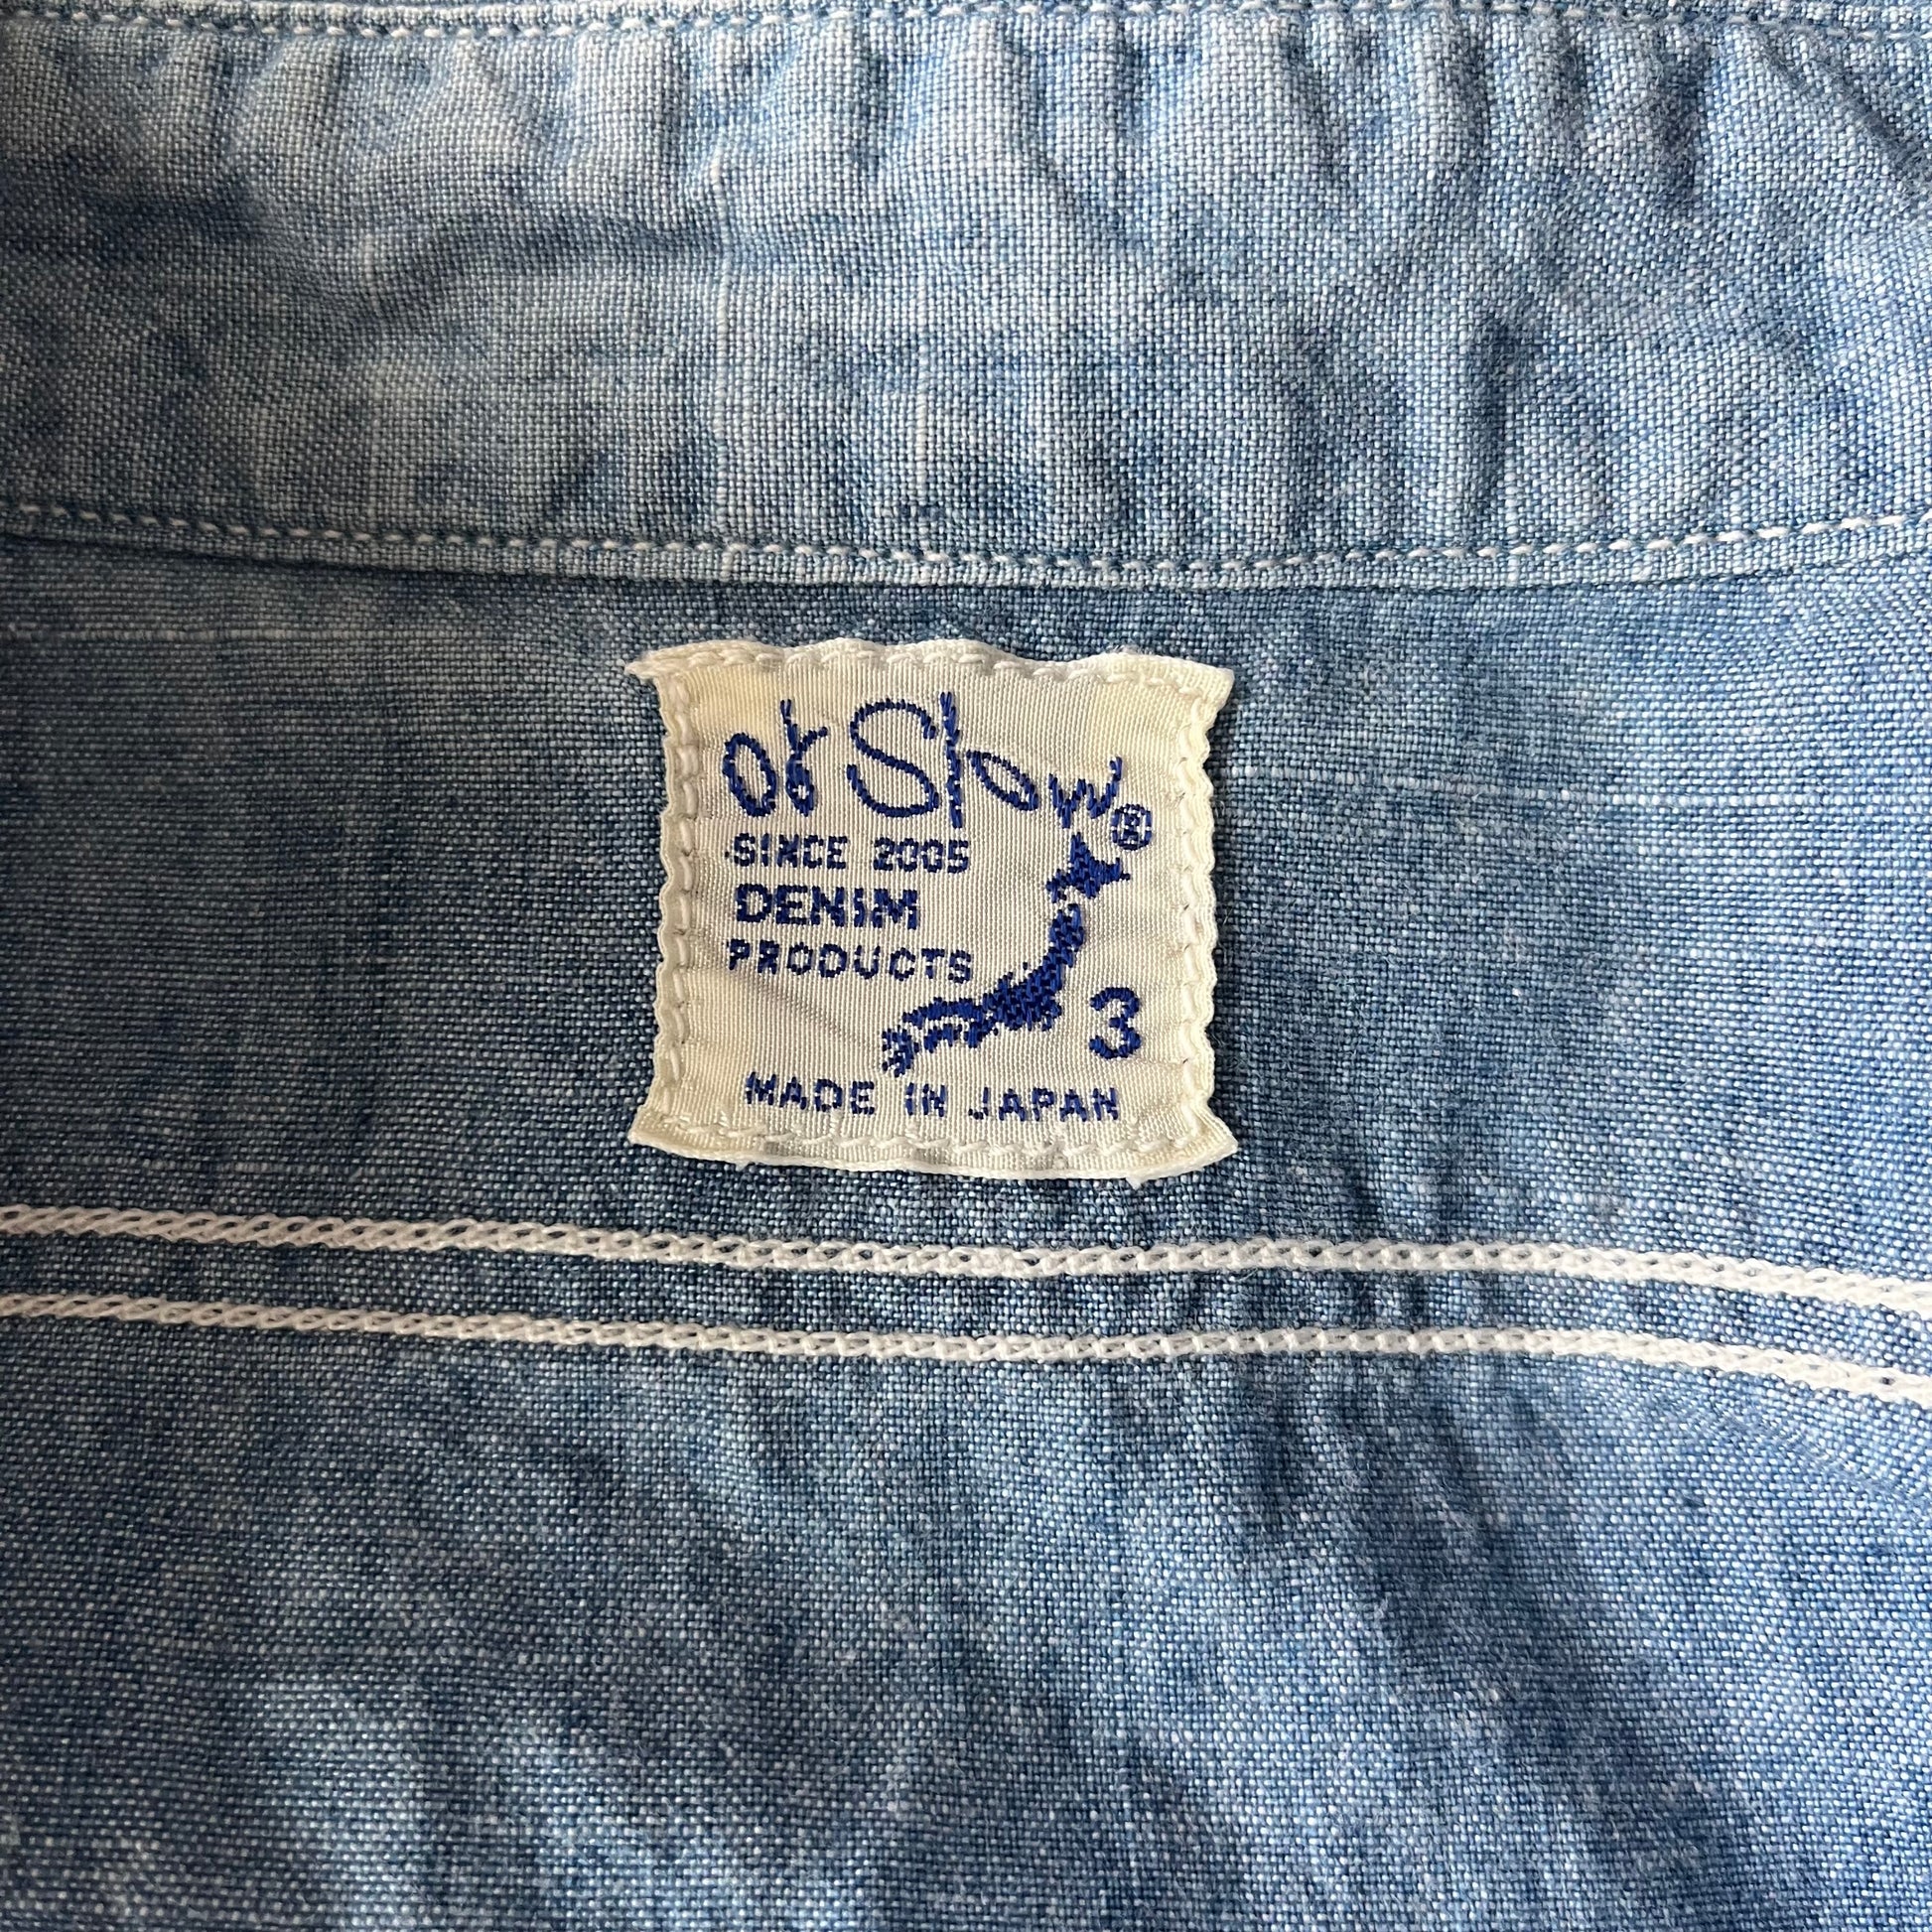 orSlow®
SINCE 2005
DENIM
PRODUCTS
3
MADE IN JAPAN